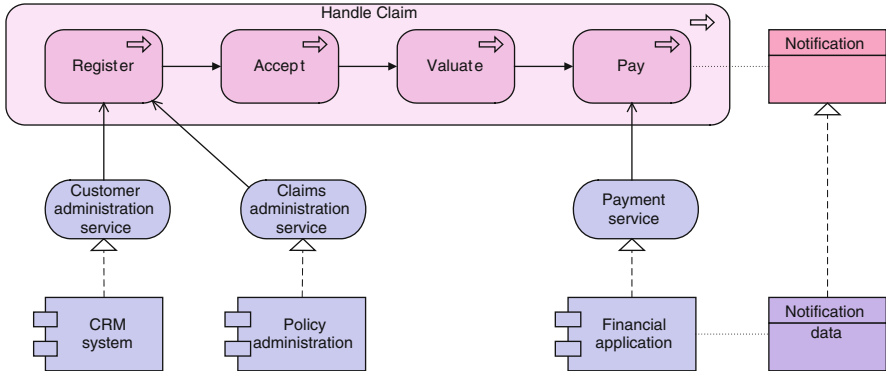 Handle Claim
Register
Accept
Valuate
Pay
Notification
Customer
administration
service
Claims
administration
service
Payment
service
CRM
system
Policy
administration
Financial
application
Notification
data